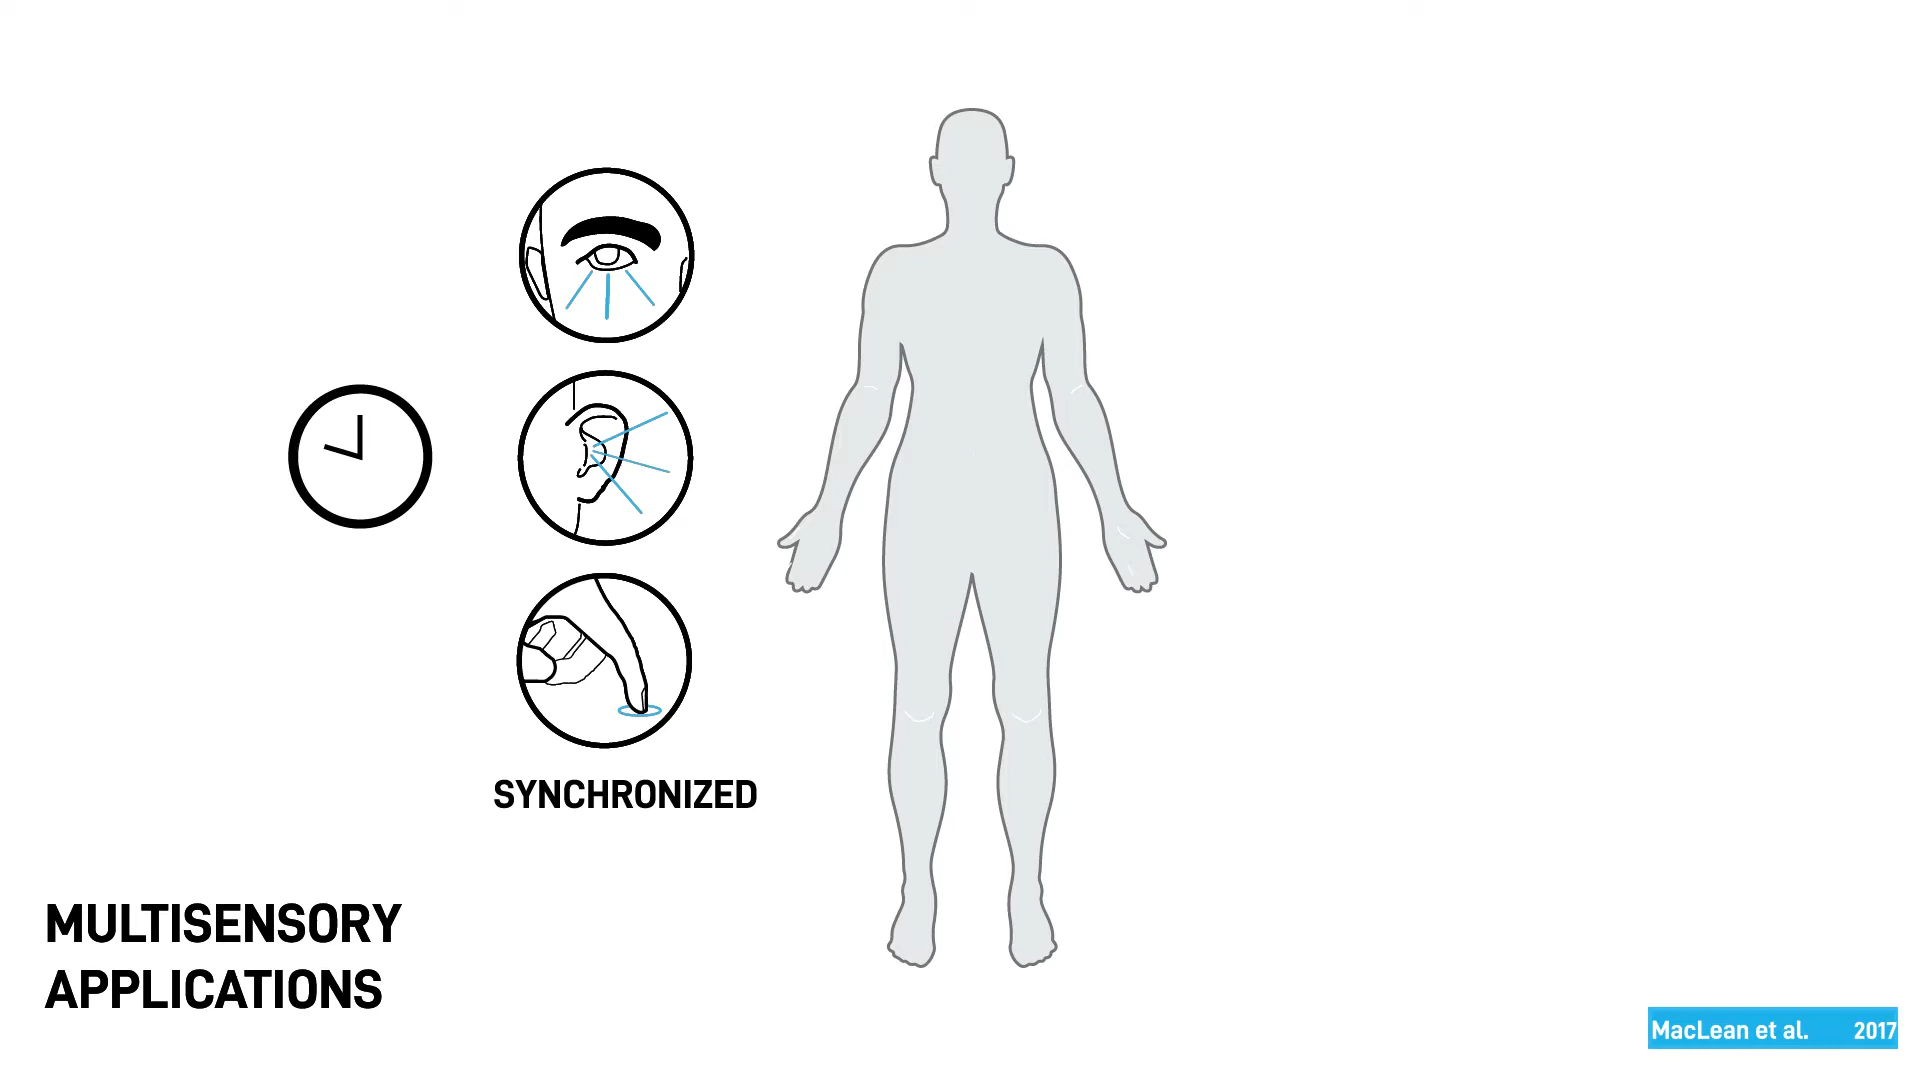 SYNCHRONIZED
MULTISENSORY
APPLICATIONS
MacLean et al. 2017